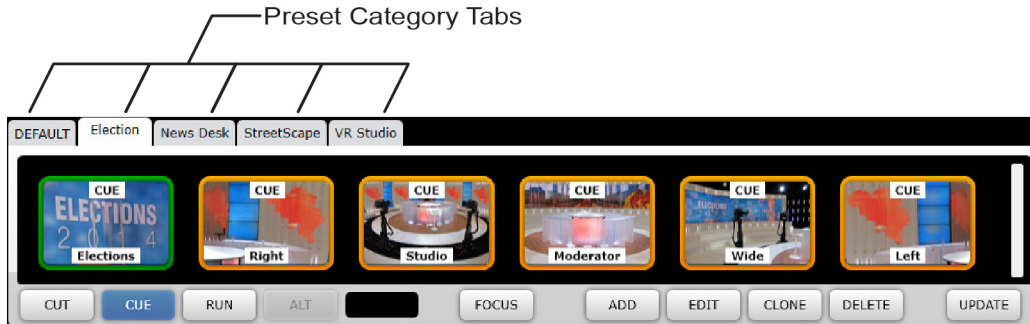 Preset Category Tabs
DEFAULT Election News Desk StreetScape VR Studio
CUE CUE CUE CUE CUE CUE
ELECTIONS
2014
Elections Right Studio Moderator Wide Left
CUT CUE RUN ALT FOCUS ADD EDIT CLONE DELETE UPDATE